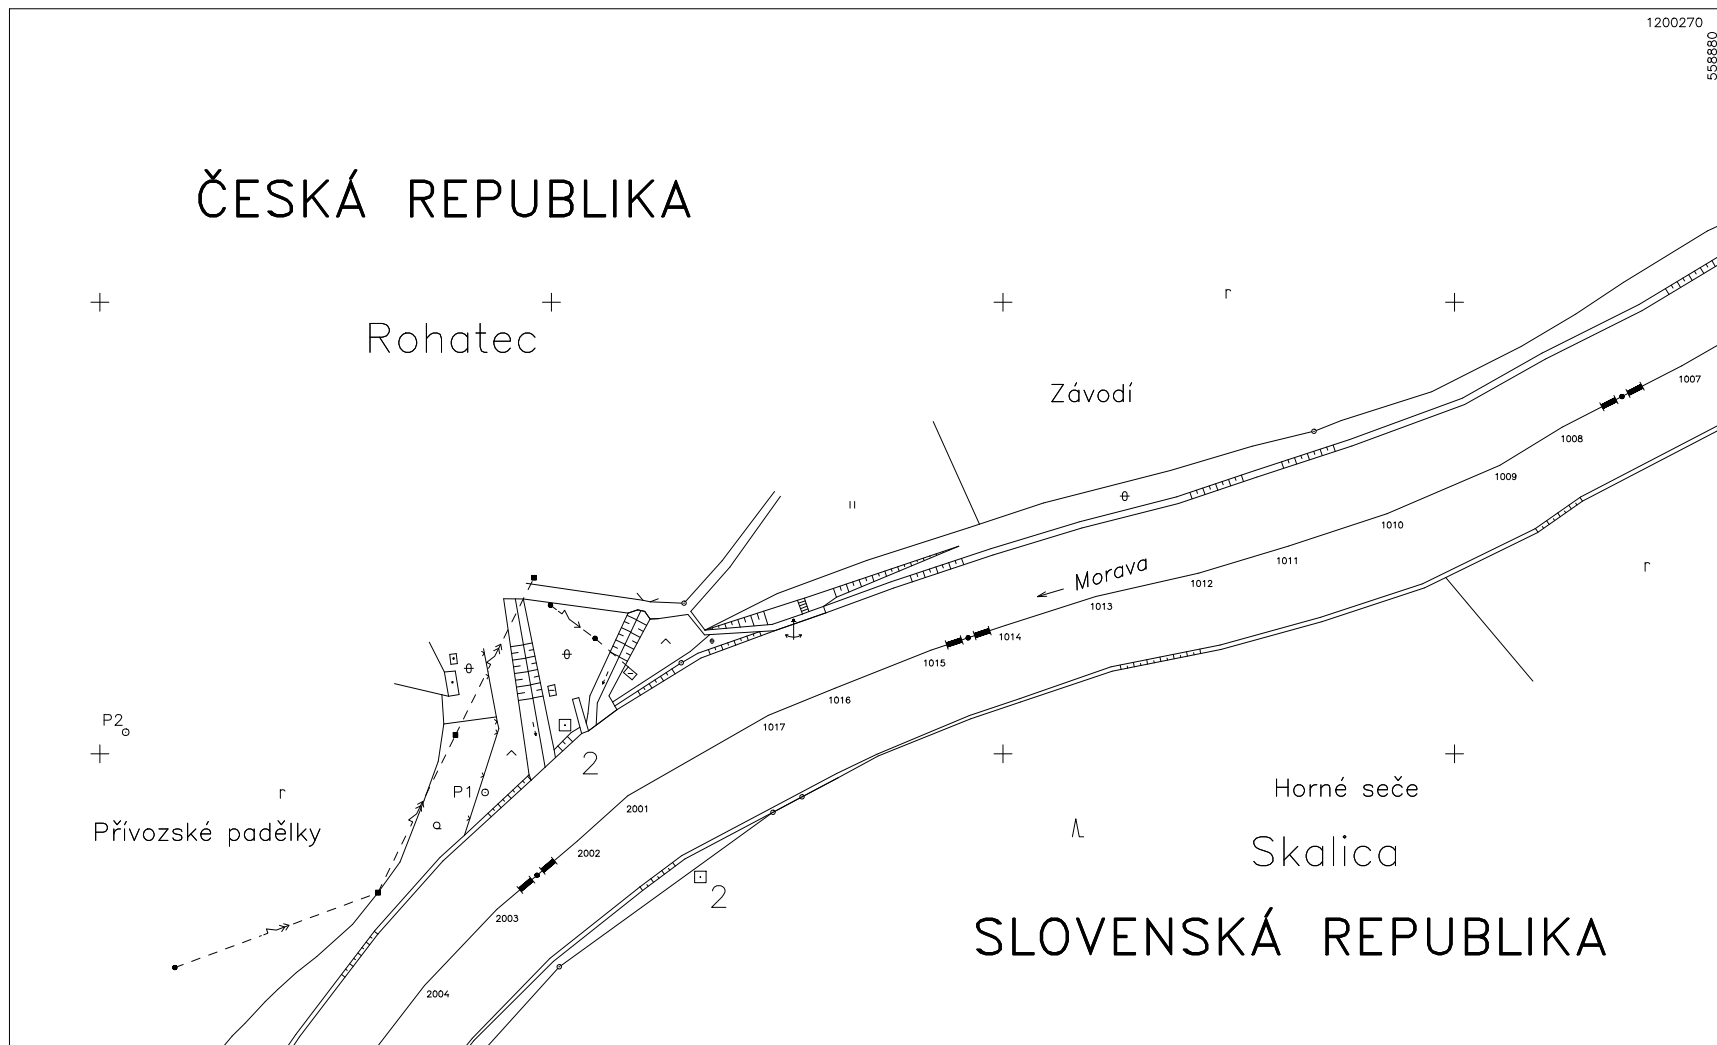 1200270
558880
ČESKÁ REPUBLIKA
r
Rohatec
Závodí
1007
1008
1009
1010
1011
1012
1013
1014
1015
1016
1017
Morava
r
P2
2
P1
r
Přívozské padělky
2001
2002
2003
2004
2
Horné seče
Skalica
SLOVENSKÁ REPUBLIKA